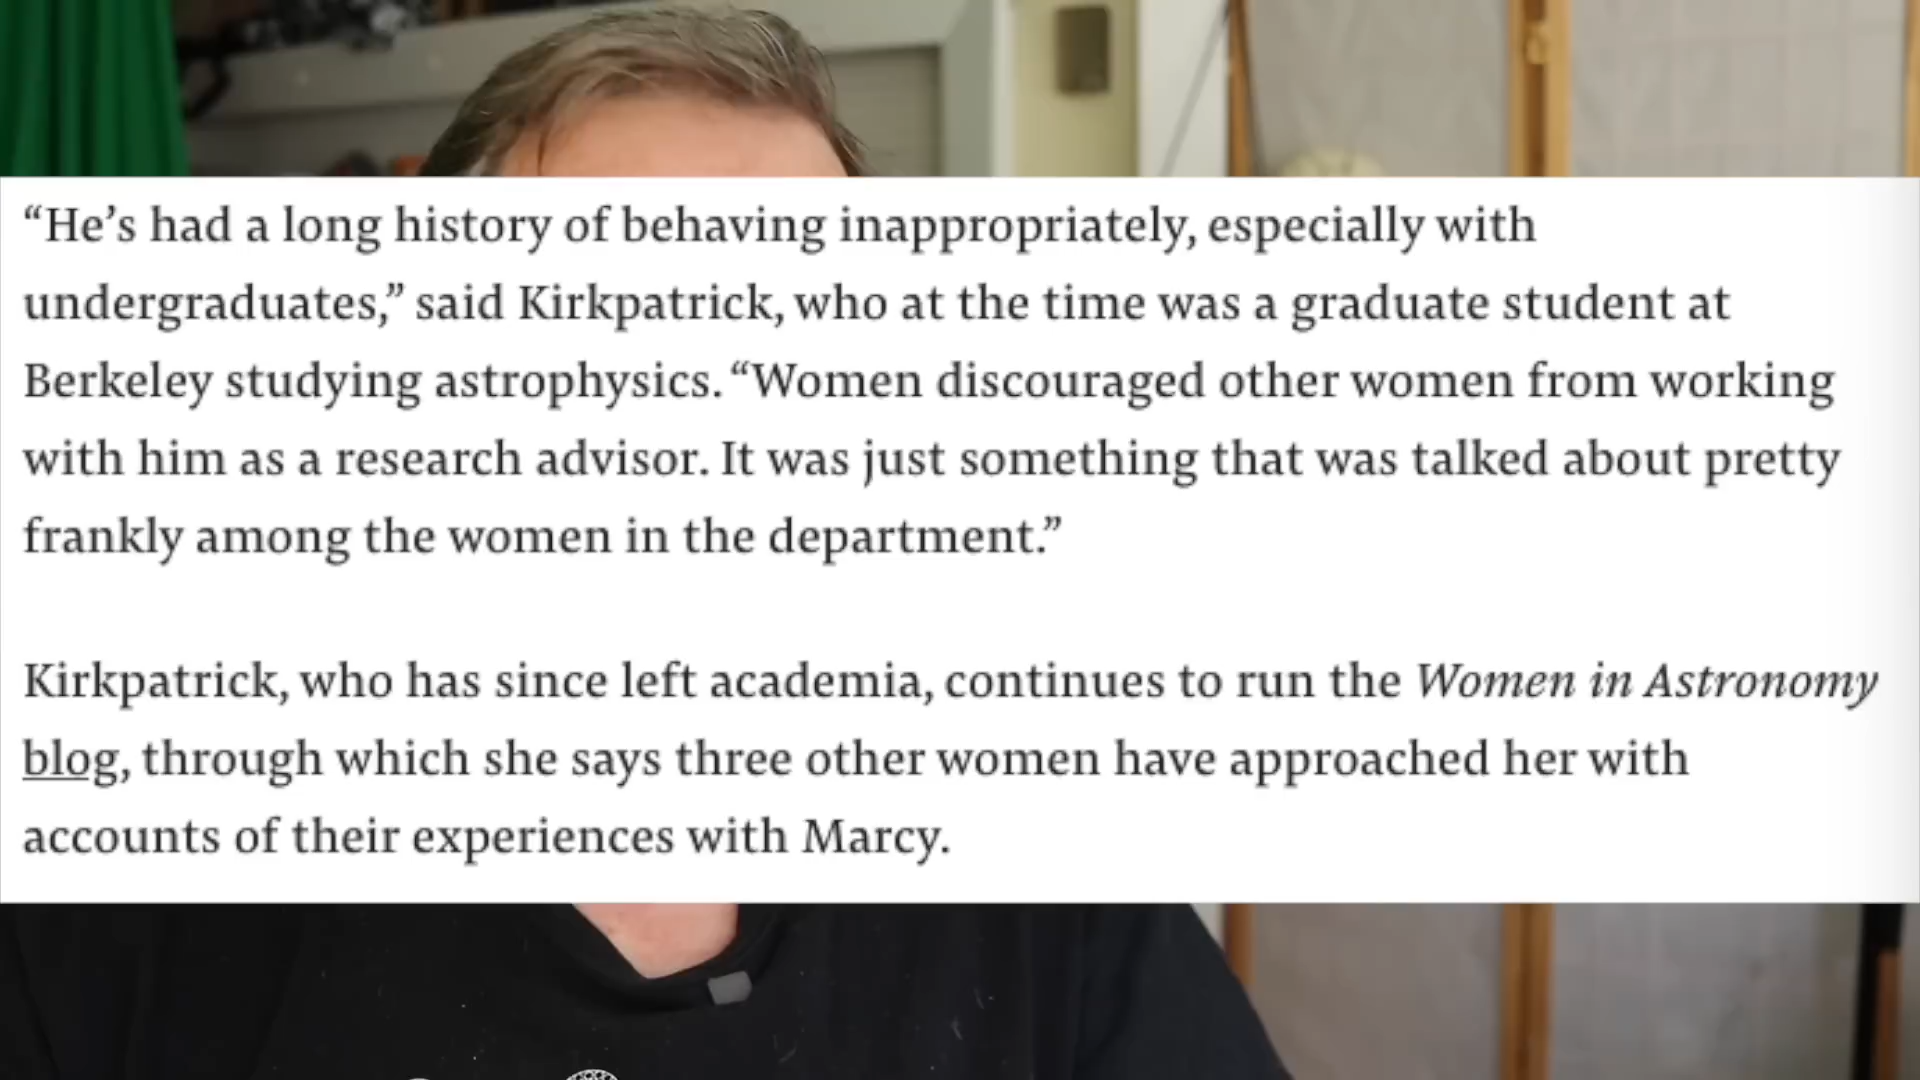 “He’s had a long history of behaving inappropriately, especially with
undergraduates,” said Kirkpatrick, who at the time was a graduate student at
Berkeley studying astrophysics. “Women discouraged other women from working
with him as a research advisor. It was just something that was talked about pretty
frankly among the women in the department.”
Kirkpatrick, who has since left academia, continues to run the Women in Astronomy
blog, through which she says three other women have approached her with
accounts of their experiences with Marcy.